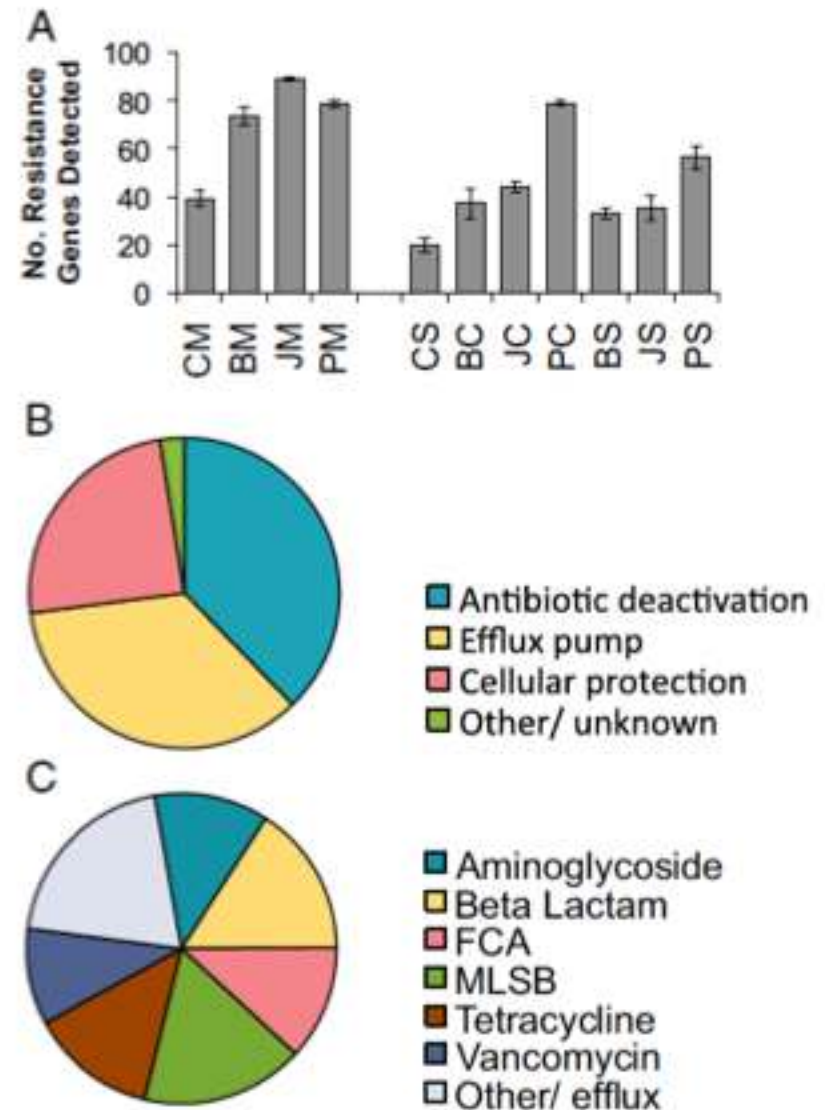 A
No. Resistance
Genes Detected
100
80
60
40
20
0
CM BM JM PM CS BC JC PC BS JS PS
B
Antibiotic deactivation
Efflux pump
Cellular protection
Other/ unknown
C
Aminoglycoside
Beta Lactam
FCA
MLSB
Tetracycline
Vancomycin
Other/ efflux